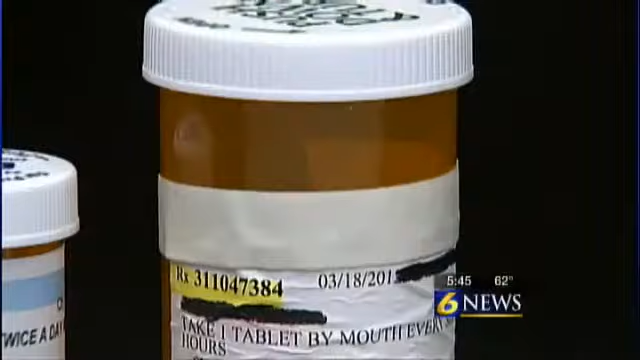 Rx 311047384 03/18/201
TAKE 1 TABLET BY MOUTH EVERY
HOURS
TWICE A DAY
5:45 62°
6 NEWS